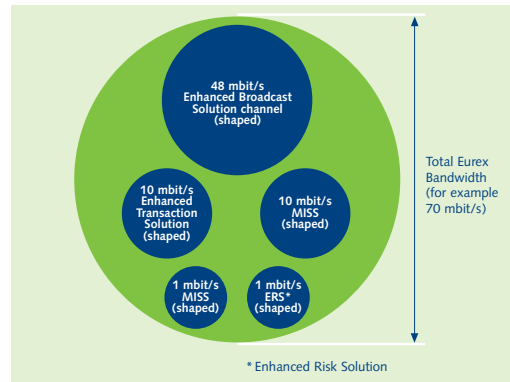 48 mbit/s
Enhanced Broadcast
Solution channel
(shaped)
Total Eurex
Bandwidth
(for example
70 mbit/s)
10 mbit/s
Enhanced
Transaction
Solution
(shaped)
10 mbit/s
MISS
(shaped)
1 mbit/s
MISS
(shaped)
1 mbit/s
ERS*
(shaped)
* Enhanced Risk Solution